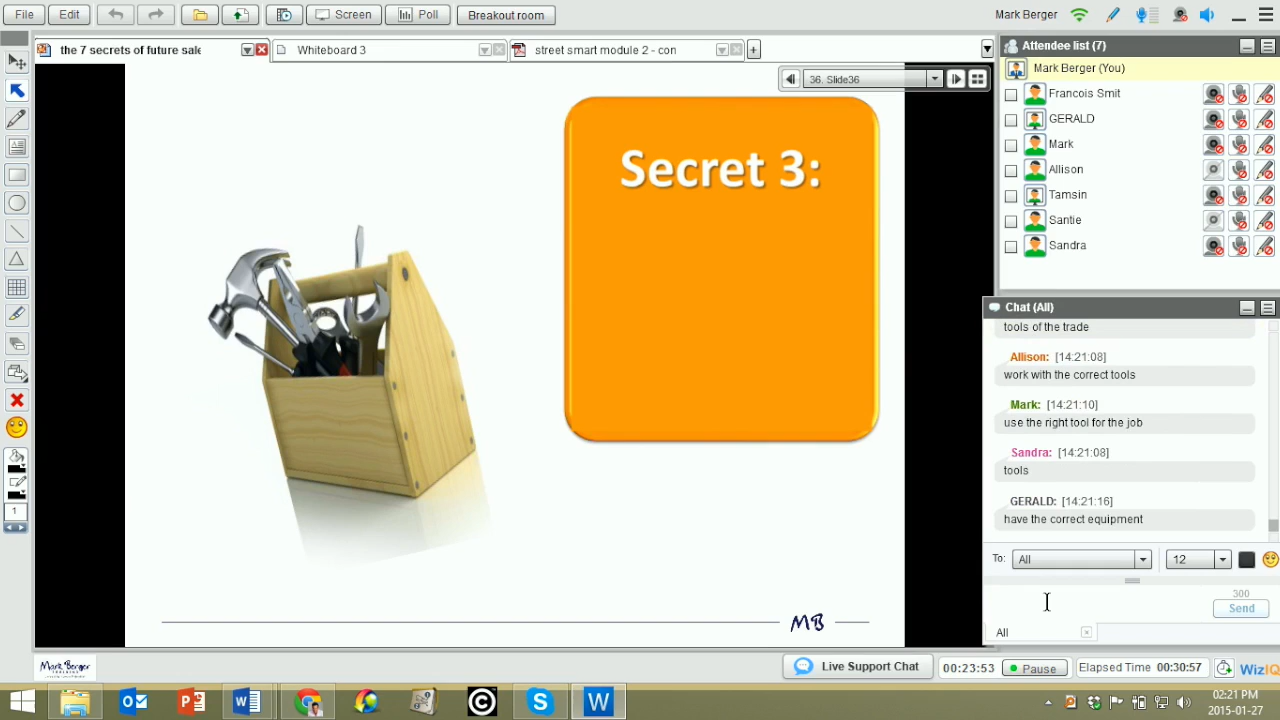 File
Edit
Screen
Poll
Breakout room
Mark Berger
the 7 secrets of future sale
Whiteboard 3
street smart module 2 - con
36. Slide36
Secret 3:
MB
Attendee list (7)
Mark Berger (You)
Francois Smit
GERALD
Mark
Allison
Tamsin
Santie
Sandra
Chat (All)
tools of the trade
Allison: [14:21:08]
work with the correct tools
Mark: [14:21:10]
use the right tool for the job
Sandra: [14:21:08]
tools
GERALD: [14:21:16]
have the correct equipment
To: All 12
300
Send
All
1
Mark Berger
TRAINING
Live Support Chat
00:23:53 Pause
Elapsed Time 00:30:57
WizIQ
02:21 PM
2015-01-27